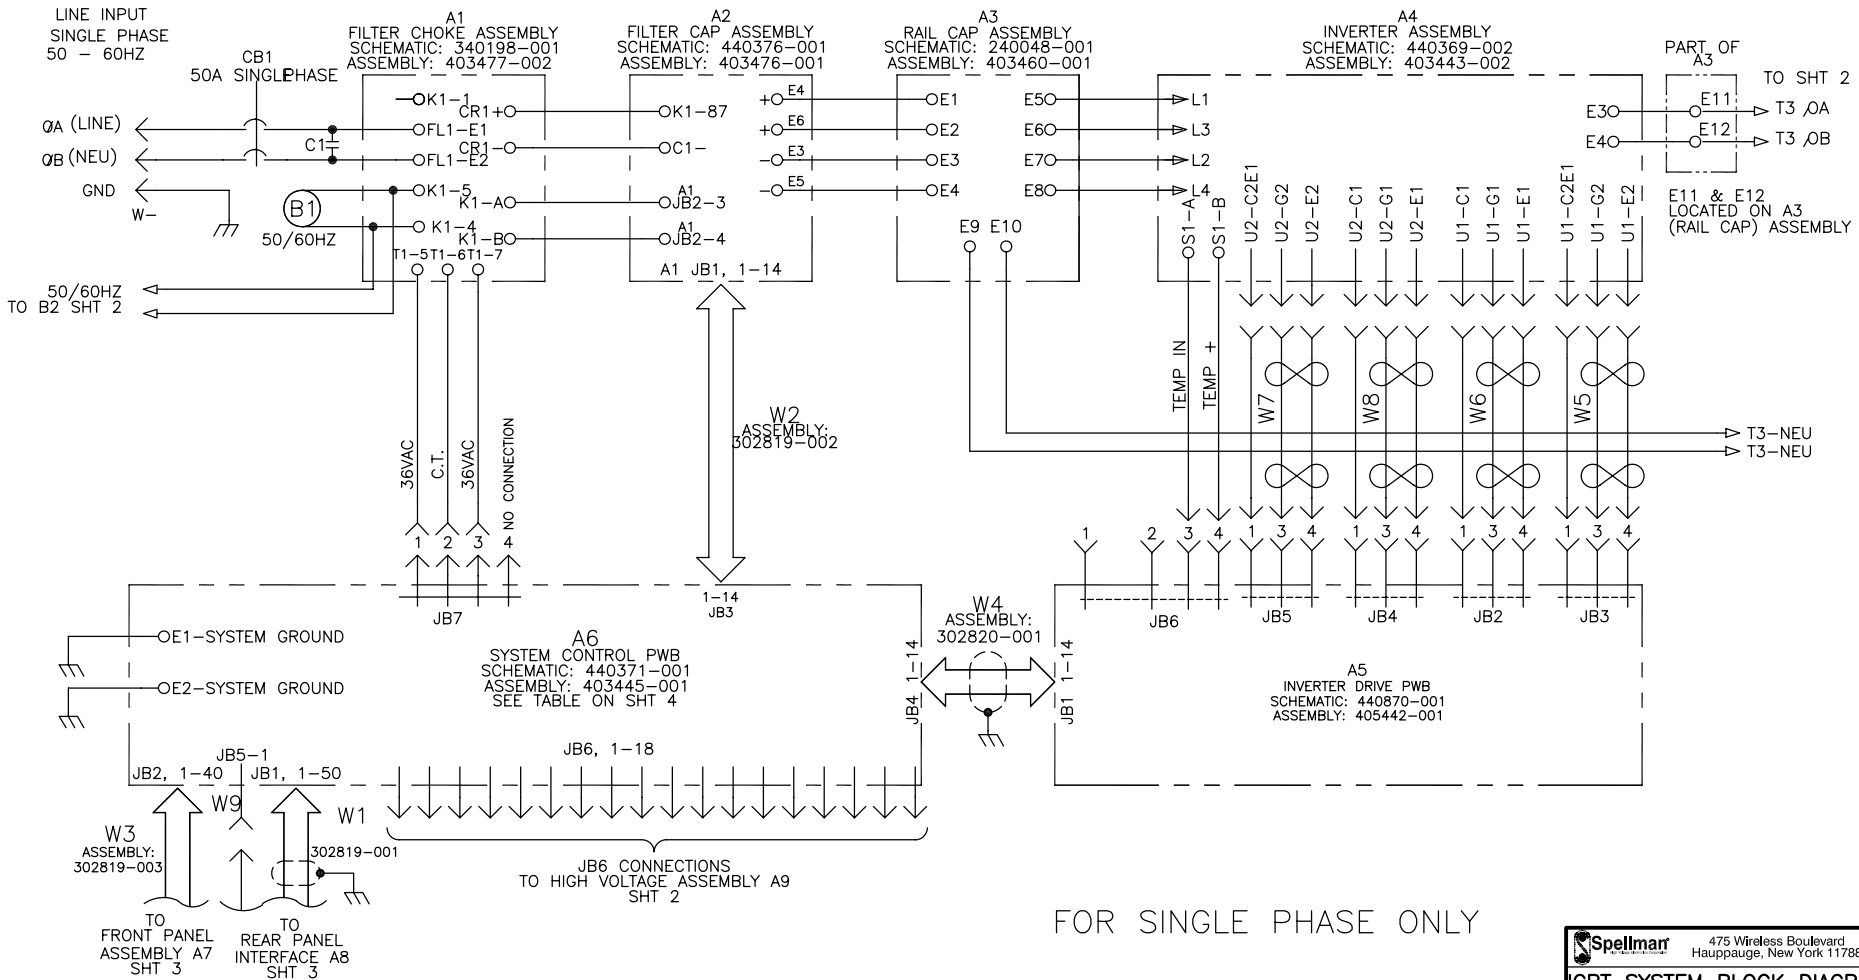 LINE INPUT
SINGLE PHASE
50 - 60HZ
CB1
50A SINGLE PHASE
A1
FILTER CHOKE ASSEMBLY
SCHEMATIC: 340198-001
ASSEMBLY: 403477-002
A2
FILTER CAP ASSEMBLY
SCHEMATIC: 440376-001
ASSEMBLY: 403476-001
A3
RAIL CAP ASSEMBLY
SCHEMATIC: 240048-001
ASSEMBLY: 403460-001
A4
INVERTER ASSEMBLY
SCHEMATIC: 440369-002
ASSEMBLY: 403443-002
PART OF
A3
TO SHT 2
ØA (LINE)
ØB (NEU)
GND
W-
C1
B1
50/60HZ
50/60HZ
TO B2 SHT 2
K1-1
CR1+
FL1-E1
CR1-
FL1-E2
K1-5
K1-A
K1-4
K1-B
T1-5
T1-6
T1-7
K1-87
C1-
A1
JB2-3
A1
JB2-4
A1 JB1, 1-14
+
E4
+
E6
-
E3
-
E5
E1
E2
E3
E4
E5
E6
E7
E8
E9
E10
L1
L3
L2
L4
OS1-A
OS1-B
U2-C2E1
U2-G2
U2-E2
U2-C1
U2-G1
U2-E1
U1-C1
U1-G1
U1-E1
U1-C2E1
U1-G2
U1-E2
E3
E4
E11
E12
T3 ØA
T3 ØB
E11 & E12
LOCATED ON A3
(RAIL CAP) ASSEMBLY
36VAC
C.T.
36VAC
NO CONNECTION
W2
ASSEMBLY:
302819-002
TEMP IN
TEMP +
W7
W8
W6
W5
T3-NEU
T3-NEU
1
2
3
4
1
2
3
4
1
3
4
1
3
4
1
3
4
1
3
4
JB7
1-14
JB3
JB6
JB5
JB4
JB2
JB3
E1-SYSTEM GROUND
E2-SYSTEM GROUND
A6
SYSTEM CONTROL PWB
SCHEMATIC: 440371-001
ASSEMBLY: 403445-001
SEE TABLE ON SHT 4
JB4 1-14
W4
ASSEMBLY:
302820-001
JB1 1-14
A5
INVERTER DRIVE PWB
SCHEMATIC: 440870-001
ASSEMBLY: 405442-001
JB2, 1-40
JB5-1
JB1, 1-50
JB6, 1-18
W3
ASSEMBLY:
302819-003
W9
W1
302819-001
JB6 CONNECTIONS
TO HIGH VOLTAGE ASSEMBLY A9
SHT 2
TO
FRONT PANEL
ASSEMBLY A7
SHT 3
TO
REAR PANEL
INTERFACE A8
SHT 3
FOR SINGLE PHASE ONLY
Spellman
475 Wireless Boulevard
Hauppauge, New York 11788
IGBT SYSTEM BLOCK DIAGR